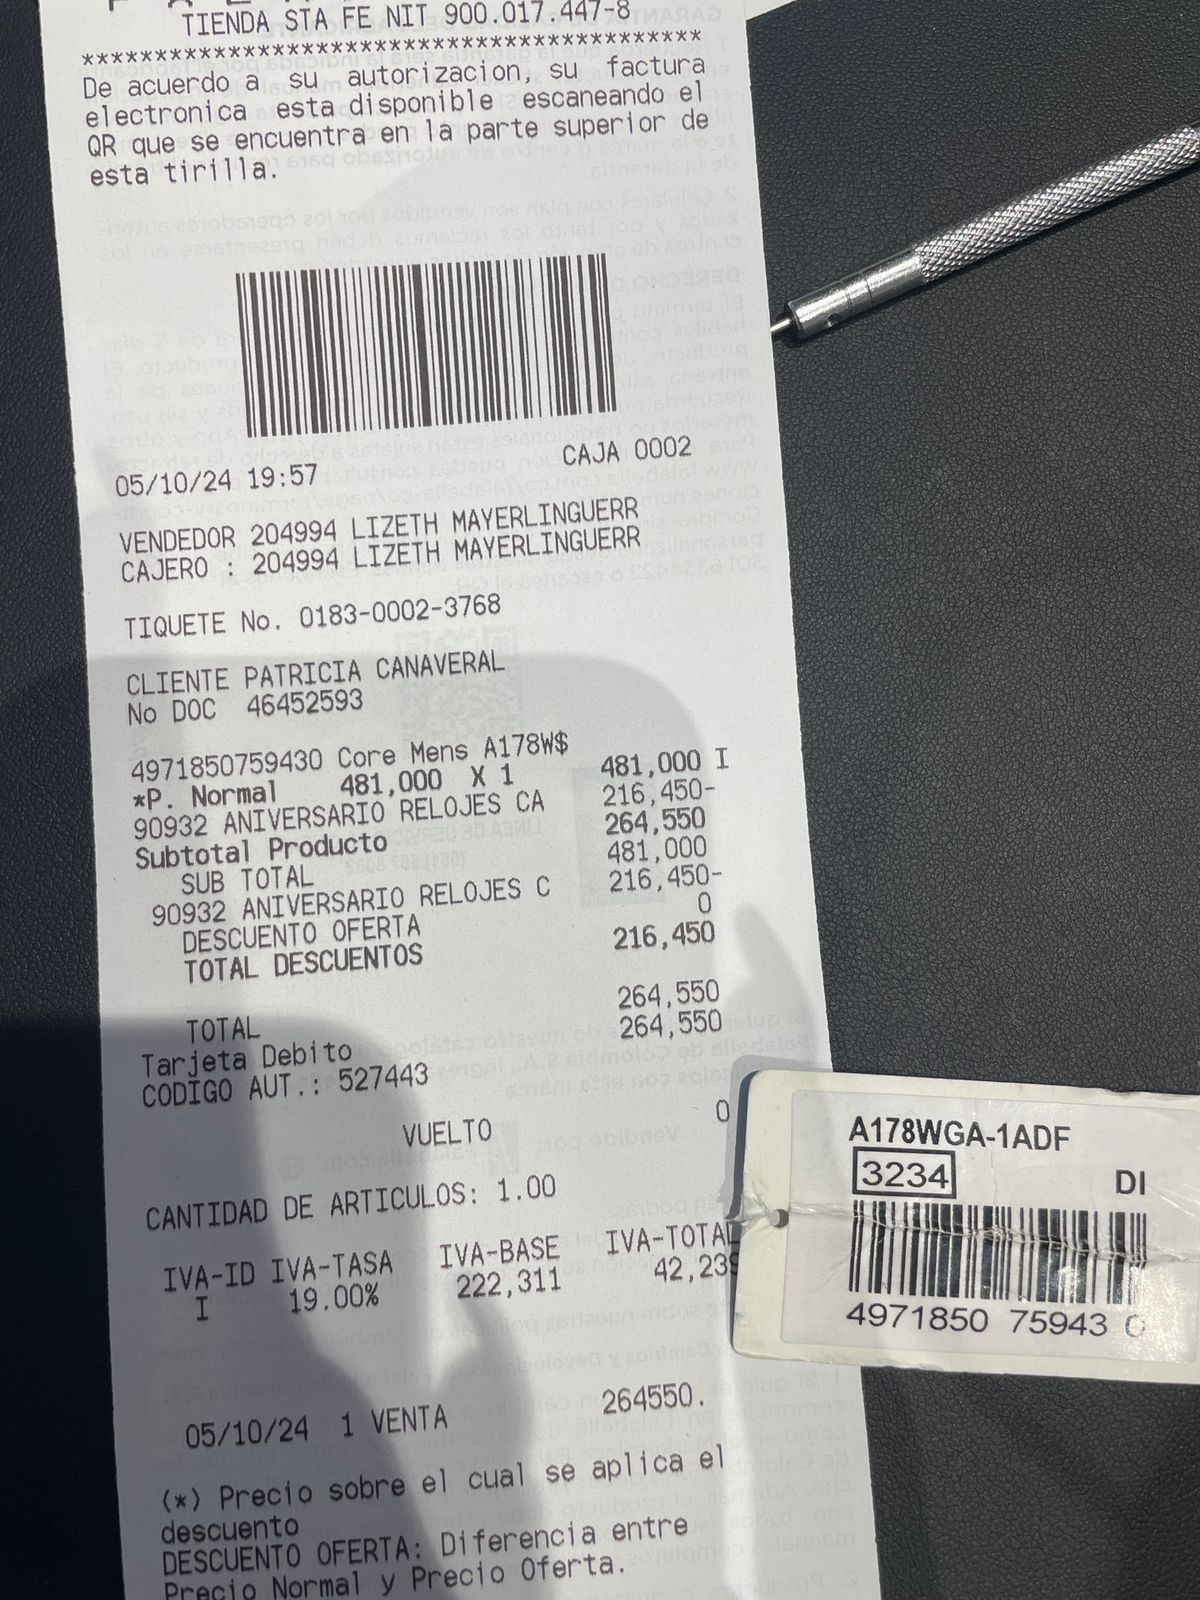 TIENDA STA FE NIT 900.017.447-8
********************************************
De acuerdo a su autorizacion, su factura
electronica esta disponible escaneando el
QR que se encuentra en la parte superior de
esta tirilla.
05/10/24 19:57 CAJA 0002
VENDEDOR 204994 LIZETH MAYERLINGUERR
CAJERO : 204994 LIZETH MAYERLINGUERR
TIQUETE No. 0183-0002-3768
CLIENTE PATRICIA CANAVERAL
No DOC 46452593
4971850759430 Core Mens A178W$ 481,000 I
*P. Normal 481,000 X 1
90932 ANIVERSARIO RELOJES CA 216,450-
Subtotal Producto 264,550
SUB TOTAL 481,000
90932 ANIVERSARIO RELOJES C 216,450-
DESCUENTO OFERTA 0
TOTAL DESCUENTOS 216,450
TOTAL 264,550
Tarjeta Debito 264,550
CODIGO AUT.: 527443
VUELTO 0
CANTIDAD DE ARTICULOS: 1.00
IVA-ID IVA-TASA IVA-BASE IVA-TOTAL
I 19.00% 222,311 42,239
05/10/24 1 VENTA 264550.
(*) Precio sobre el cual se aplica el
descuento
DESCUENTO OFERTA: Diferencia entre
Precio Normal y Precio Oferta.
A178WGA-1ADF
3234 DI
4971850 75943 0